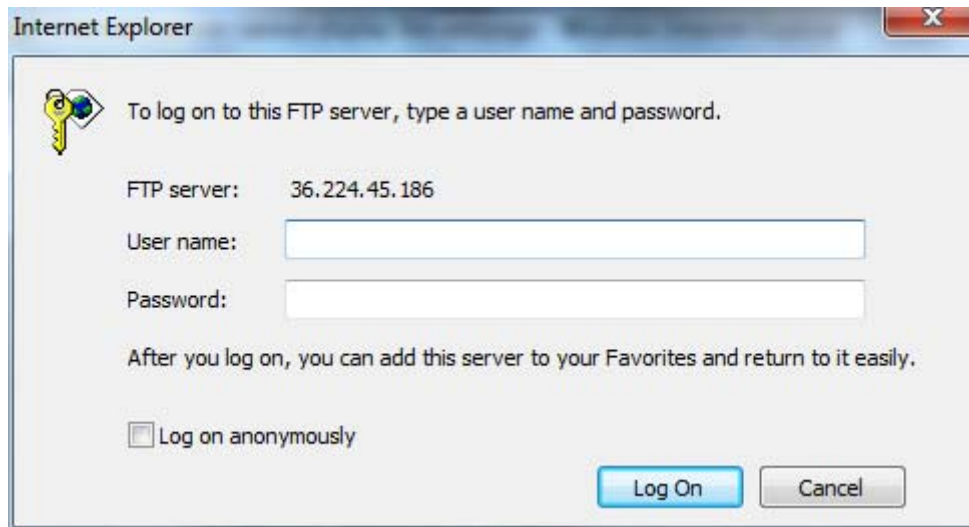 Internet Explorer
To log on to this FTP server, type a user name and password.
FTP server: 36.224.45.186
User name:
Password:
After you log on, you can add this server to your Favorites and return to it easily.
Log on anonymously
Log On Cancel